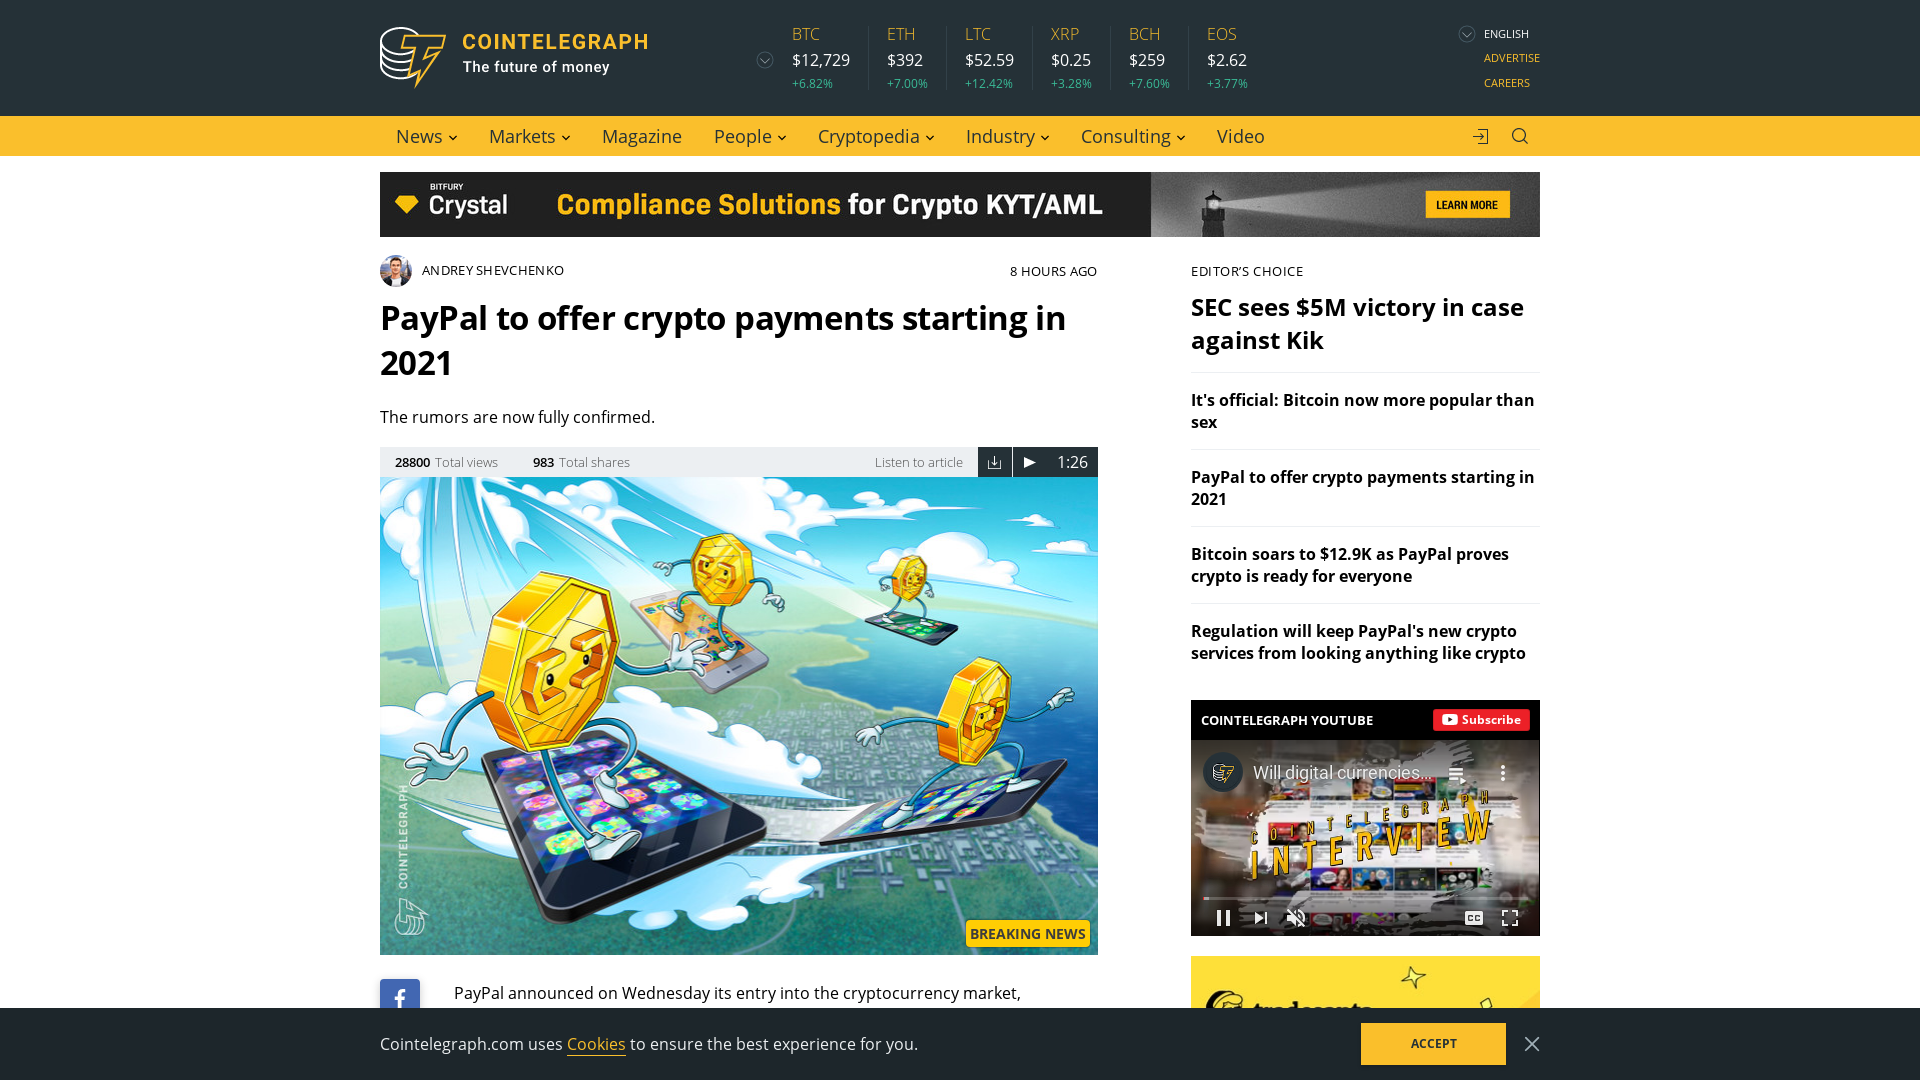 COINTELEGRAPH
The future of money
BTC
$12,729
+6.82%
ETH
$392
+7.00%
LTC
$52.59
+12.42%
XRP
$0.25
+3.28%
BCH
$259
+7.60%
EOS
$2.62
+3.77%
ENGLISH
ADVERTISE
CAREERS
News Markets Magazine People Cryptopedia Industry Consulting Video
BITFURY
Crystal
Compliance Solutions for Crypto KYT/AML
LEARN MORE
ANDREY SHEVCHENKO
8 HOURS AGO
PayPal to offer crypto payments starting in
2021
The rumors are now fully confirmed.
28800 Total views 983 Total shares Listen to article 1:26
COINTELEGRAPH
BREAKING NEWS
PayPal announced on Wednesday its entry into the cryptocurrency market,
EDITOR'S CHOICE
SEC sees $5M victory in case
against Kik
It's official: Bitcoin now more popular than
sex
PayPal to offer crypto payments starting in
2021
Bitcoin soars to $12.9K as PayPal proves
crypto is ready for everyone
Regulation will keep PayPal's new crypto
services from looking anything like crypto
COINTELEGRAPH YOUTUBE
Subscribe
Will digital currencies...
COINTELEGRAPH
INTERVIEW
CC
Cointelegraph.com uses Cookies to ensure the best experience for you.
ACCEPT